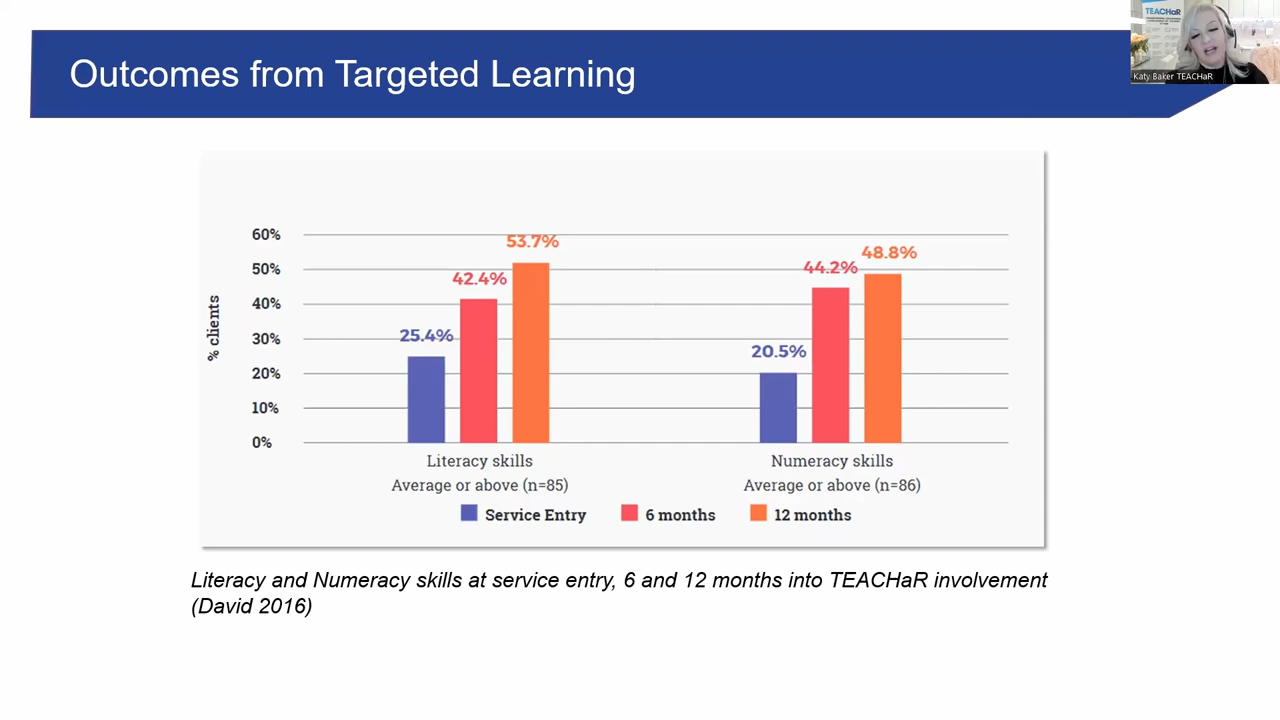 Outcomes from Targeted Learning
TEACHaR
Katy Baker TEACHaR
60%
50%
40%
30%
20%
10%
0%
% clients
25.4%
42.4%
53.7%
20.5%
44.2%
48.8%
Literacy skills
Average or above (n=85)
Numeracy skills
Average or above (n=86)
Service Entry
6 months
12 months
Literacy and Numeracy skills at service entry, 6 and 12 months into TEACHaR involvement
(David 2016)